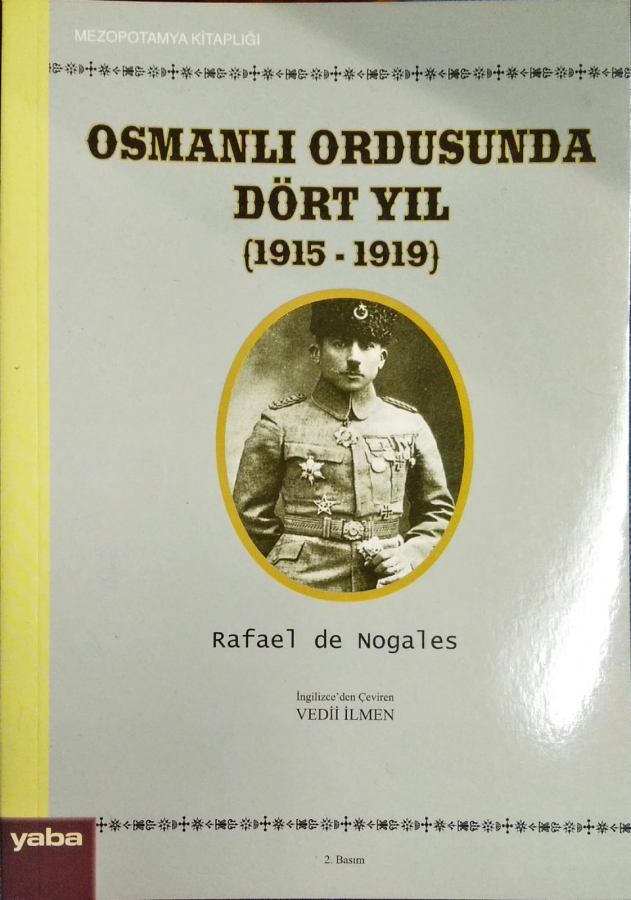 MEZOPOTAMYA KİTAPLIĞI
OSMANLI ORDUSUNDA
DÖRT YIL
(1915 - 1919)
Rafael de Nogales
İngilizce'den Çeviren
VEDİİ İLMEN
yaba
2. Basım